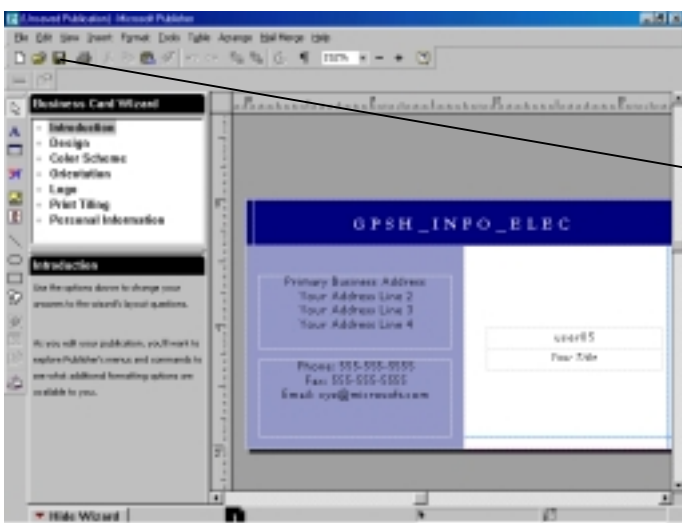 [Unsaved Publication] - Microsoft Publisher
File Edit View Insert Format Tools Table Arrange Mail Merge Help
Business Card Wizard
Introduction
Design
Color Scheme
Orientation
Logo
Print Tiling
Personal Information
Introduction
Use the options above to change your
answers to the wizard's layout questions.
As you edit your publication, you'll want to
explore Publisher's menus and commands to
see what additional formatting options are
available to you.
Hide Wizard
GPSH_INFO_ELEC
Primary Business Address
Your Address Line 2
Your Address Line 3
Your Address Line 4
Phone: 555-555-5555
Fax: 555-555-5555
Email: xyz@microsoft.com
user05
Your Title